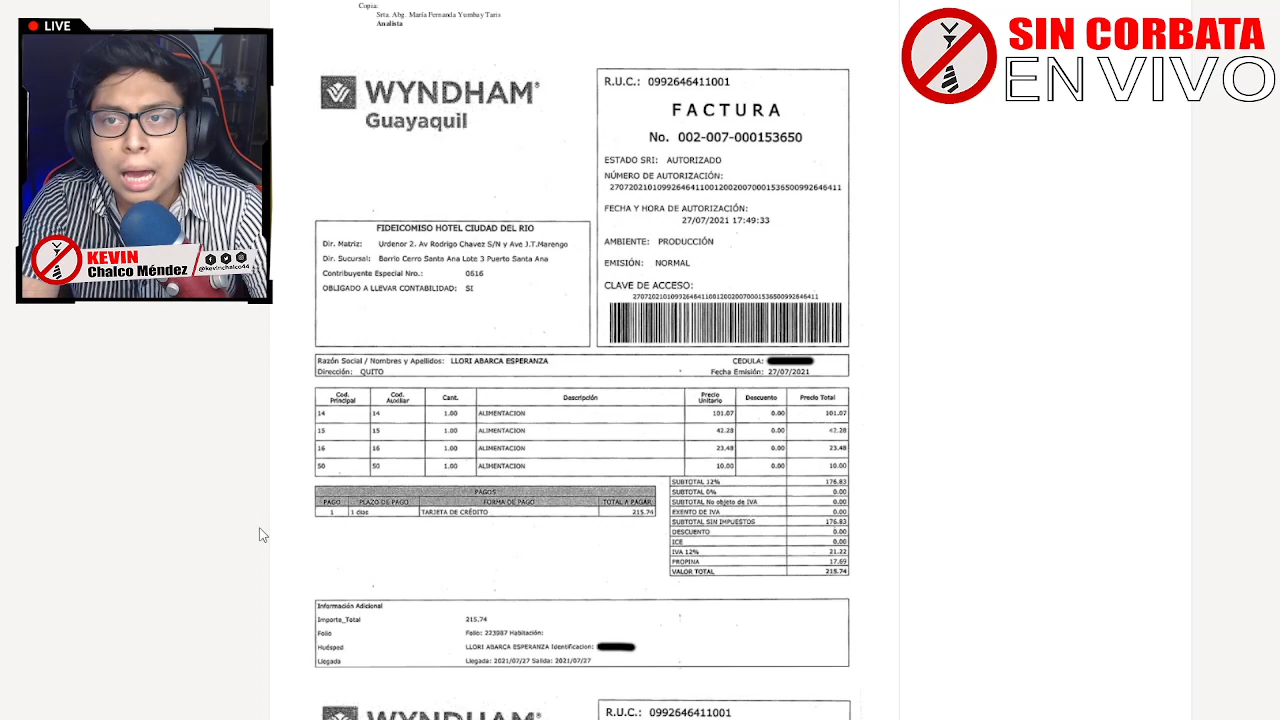 LIVE
KEVIN
Chalco Méndez
@kevinchalco44
SIN CORBATA
EN VIVO
Copia:
Srta. Abg. María Fernanda Yumbay Taris
Analista
WYNDHAM®
Guayaquil
R.U.C.: 0992646411001
FACTURA
No. 002-007-000153650
ESTADO SRI: AUTORIZADO
NÚMERO DE AUTORIZACIÓN:
2707202101099264641100120020070001536500992646411
FECHA Y HORA DE AUTORIZACIÓN:
27/07/2021 17:49:33
AMBIENTE: PRODUCCIÓN
EMISIÓN: NORMAL
CLAVE DE ACCESO:
2707202101099264641100120020070001536500992646411
FIDEICOMISO HOTEL CIUDAD DEL RIO
Dir. Matriz: Urdenor 2. Av Rodrigo Chavez S/N y Ave J.T.Marengo
Dir. Sucursal: Barrio Cerro Santa Ana Lote 3 Puerto Santa Ana
Contribuyente Especial Nro.: 0616
OBLIGADO A LLEVAR CONTABILIDAD: SI
Razón Social / Nombres y Apellidos: LLORI ABARCA ESPERANZA CEDULA:
Dirección: QUITO Fecha Emisión: 27/07/2021
Cod. Principal Cod. Auxiliar Cant. Descripción Precio Unitario Descuento Precio Total
14 14 1.00 ALIMENTACION 101.07 0.00 101.07
15 15 1.00 ALIMENTACION 42.28 0.00 42.28
16 16 1.00 ALIMENTACION 23.48 0.00 23.48
50 50 1.00 ALIMENTACION 10.00 0.00 10.00
PAGOS
PAGO PLAZO DE PAGO FORMA DE PAGO TOTAL A PAGAR
1 1 dias TARJETA DE CRÉDITO 215.74
SUBTOTAL 12% 176.83
SUBTOTAL 0% 0.00
SUBTOTAL No objeto de IVA 0.00
EXENTO DE IVA 0.00
SUBTOTAL SIN IMPUESTOS 176.83
DESCUENTO 0.00
ICE 0.00
IVA 12% 21.22
PROPINA 17.69
VALOR TOTAL 215.74
Información Adicional
Importe_Total 215.74
Folio Folio: 223987 Habitación:
Huésped LLORI ABARCA ESPERANZA Identificacion:
Llegada Llegada: 2021/07/27 Salida: 2021/07/27
WYNDHAM®
R.U.C.: 0992646411001